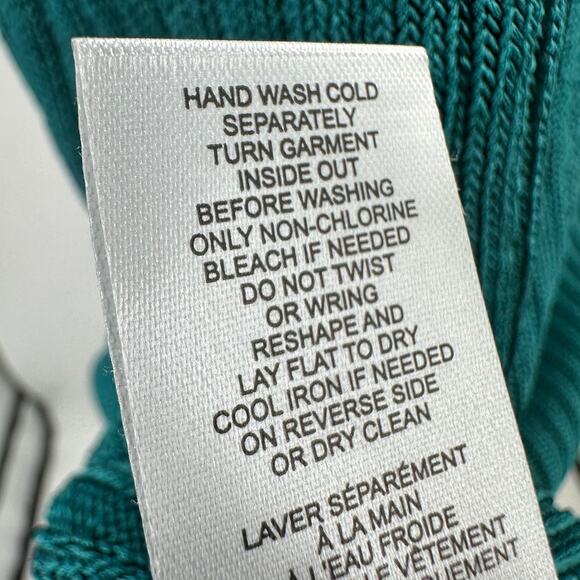 HAND WASH COLD
SEPARATELY
TURN GARMENT
INSIDE OUT
BEFORE WASHING
ONLY NON-CHLORINE
BLEACH IF NEEDED
DO NOT TWIST
OR WRING
RESHAPE AND
LAY FLAT TO DRY
COOL IRON IF NEEDED
ON REVERSE SIDE
OR DRY CLEAN
LAVER SÉPARÉMENT
À LA MAIN
À L'EAU FROIDE
LE VÊTEMENT